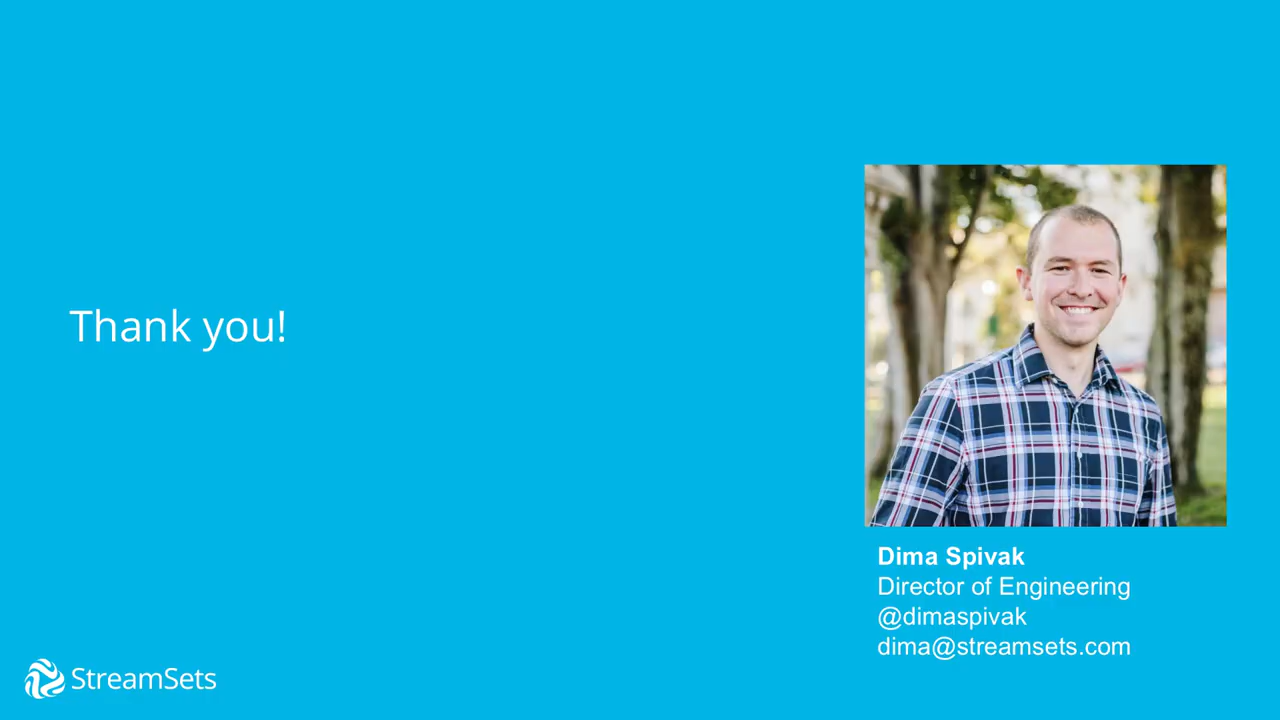 Thank you!
Dima Spivak
Director of Engineering
@dimaspivak
dima@streamsets.com
StreamSets